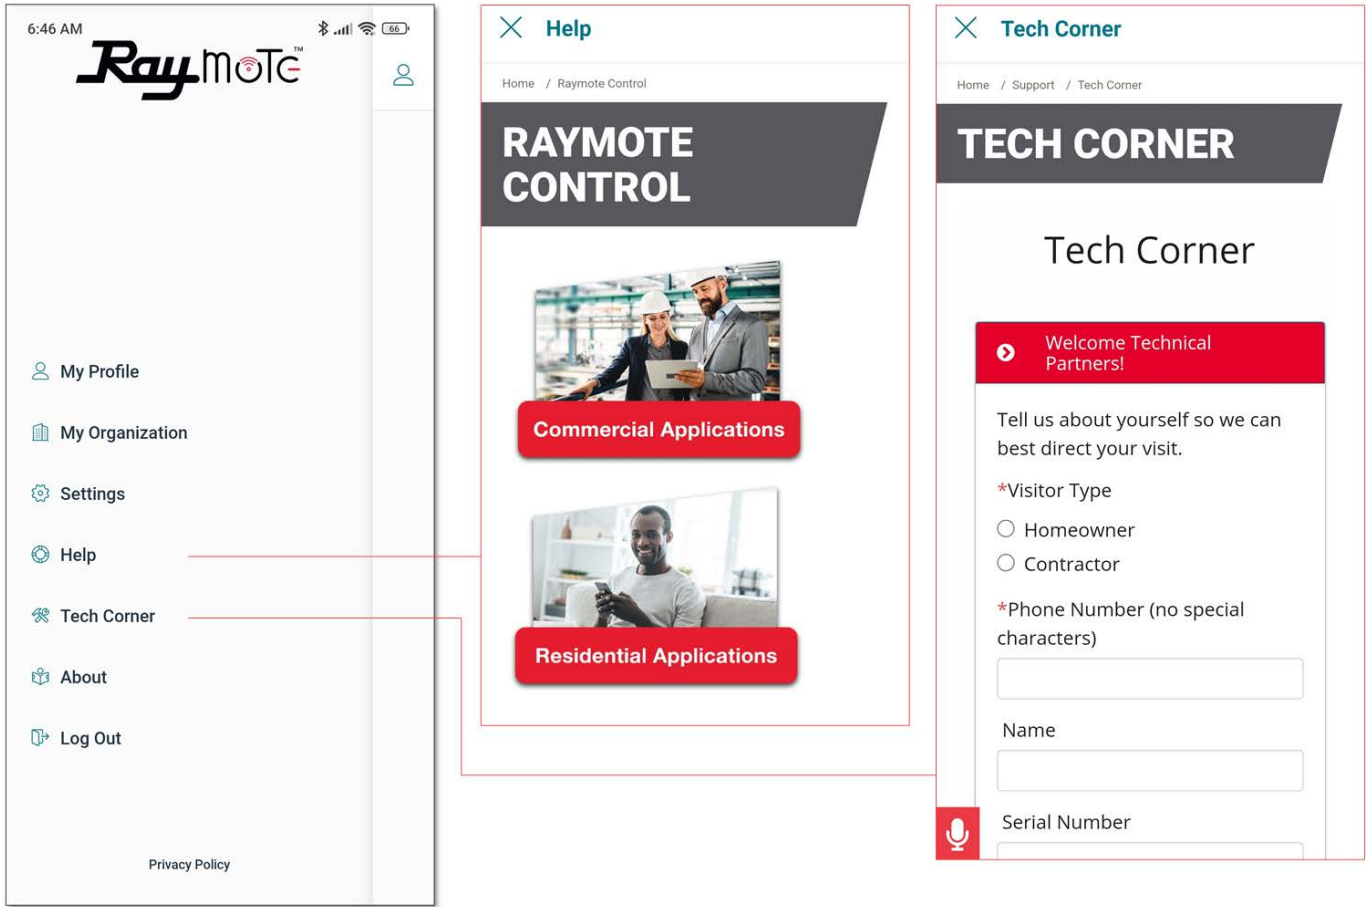 6:46 AM
66
RaymoTe™
My Profile
My Organization
Settings
Help
Tech Corner
About
Log Out
Privacy Policy
Help
Home / Raymote Control
RAYMOTE
CONTROL
Commercial Applications
Residential Applications
Tech Corner
Home / Support / Tech Corner
TECH CORNER
Tech Corner
Welcome Technical
Partners!
Tell us about yourself so we can
best direct your visit.
*Visitor Type
Homeowner
Contractor
*Phone Number (no special
characters)
Name
Serial Number